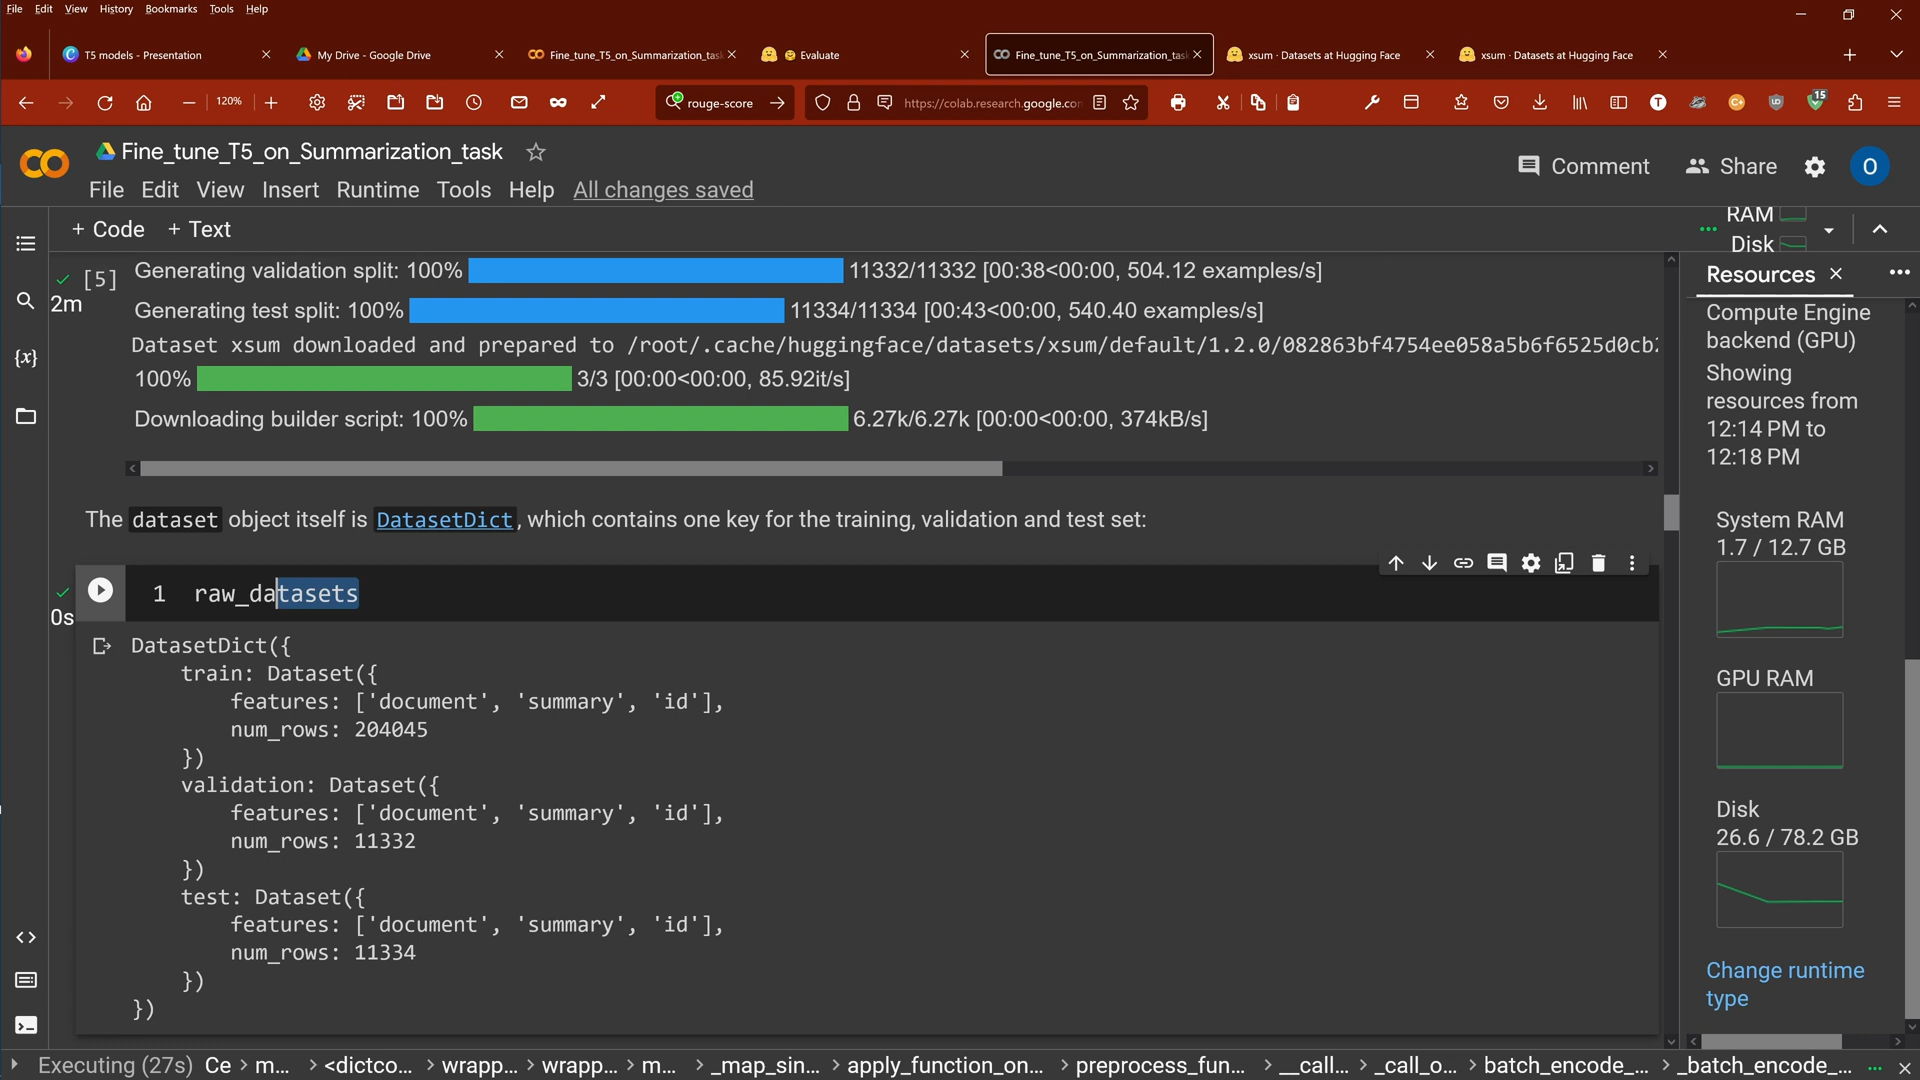 File Edit View History Bookmarks Tools Help
T5 models - Presentation
My Drive - Google Drive
Fine_tune_T5_on_Summarization_tas
Evaluate
Fine_tune_T5_on_Summarization_task
xsum · Datasets at Hugging Face
xsum · Datasets at Hugging Face
120%
rouge-score
https://colab.research.google.co
15
Fine_tune_T5_on_Summarization_task
Comment
Share
O
File Edit View Insert Runtime Tools Help All changes saved
+ Code + Text
RAM
Disk
[5]
2m
Generating validation split: 100% 11332/11332 [00:38<00:00, 504.12 examples/s]
Generating test split: 100% 11334/11334 [00:43<00:00, 540.40 examples/s]
Dataset xsum downloaded and prepared to /root/.cache/huggingface/datasets/xsum/default/1.2.0/082863bf4754ee058a5b6f6525d0cb2
100% 3/3 [00:00<00:00, 85.92it/s]
Downloading builder script: 100% 6.27k/6.27k [00:00<00:00, 374kB/s]
The dataset object itself is DatasetDict, which contains one key for the training, validation and test set:
0s
1 raw_datasets
DatasetDict({
train: Dataset({
features: ['document', 'summary', 'id'],
num_rows: 204045
})
validation: Dataset({
features: ['document', 'summary', 'id'],
num_rows: 11332
})
test: Dataset({
features: ['document', 'summary', 'id'],
num_rows: 11334
})
})
Resources
Compute Engine
backend (GPU)
Showing
resources from
12:14 PM to
12:18 PM
System RAM
1.7 / 12.7 GB
GPU RAM
Disk
26.6 / 78.2 GB
Change runtime
type
Executing (27s) Ce > m... > <dictco... > wrapp... > wrapp... > m... > _map_sin... > apply_function_on... > preprocess_fun... > __call... > _call_o... > batch_encode_... > _batch_encode_...